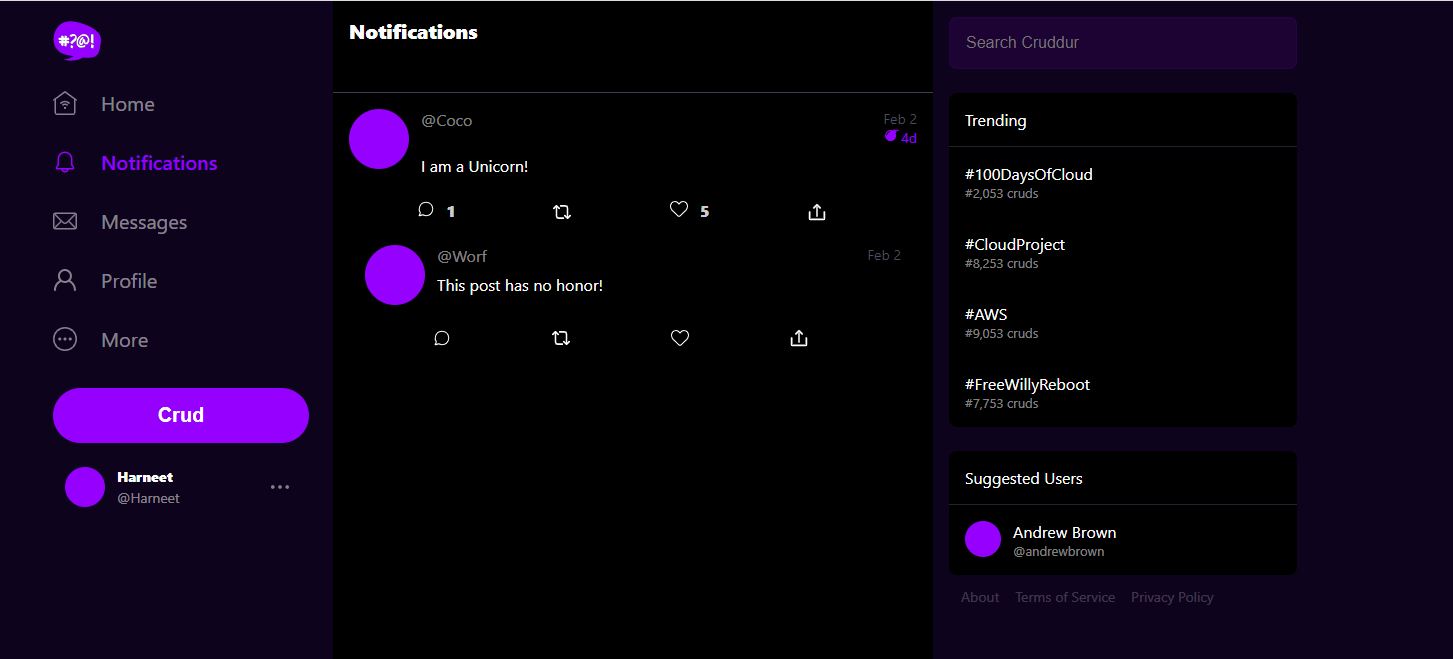 #?@!
Home
Notifications
Messages
Profile
More
Crud
Harneet
@Harneet
Notifications
@Coco
Feb 2
4d
I am a Unicorn!
1
5
@Worf
Feb 2
This post has no honor!
Search Cruddur
Trending
#100DaysOfCloud
#2,053 cruds
#CloudProject
#8,253 cruds
#AWS
#9,053 cruds
#FreeWillyReboot
#7,753 cruds
Suggested Users
Andrew Brown
@andrewbrown
About Terms of Service Privacy Policy